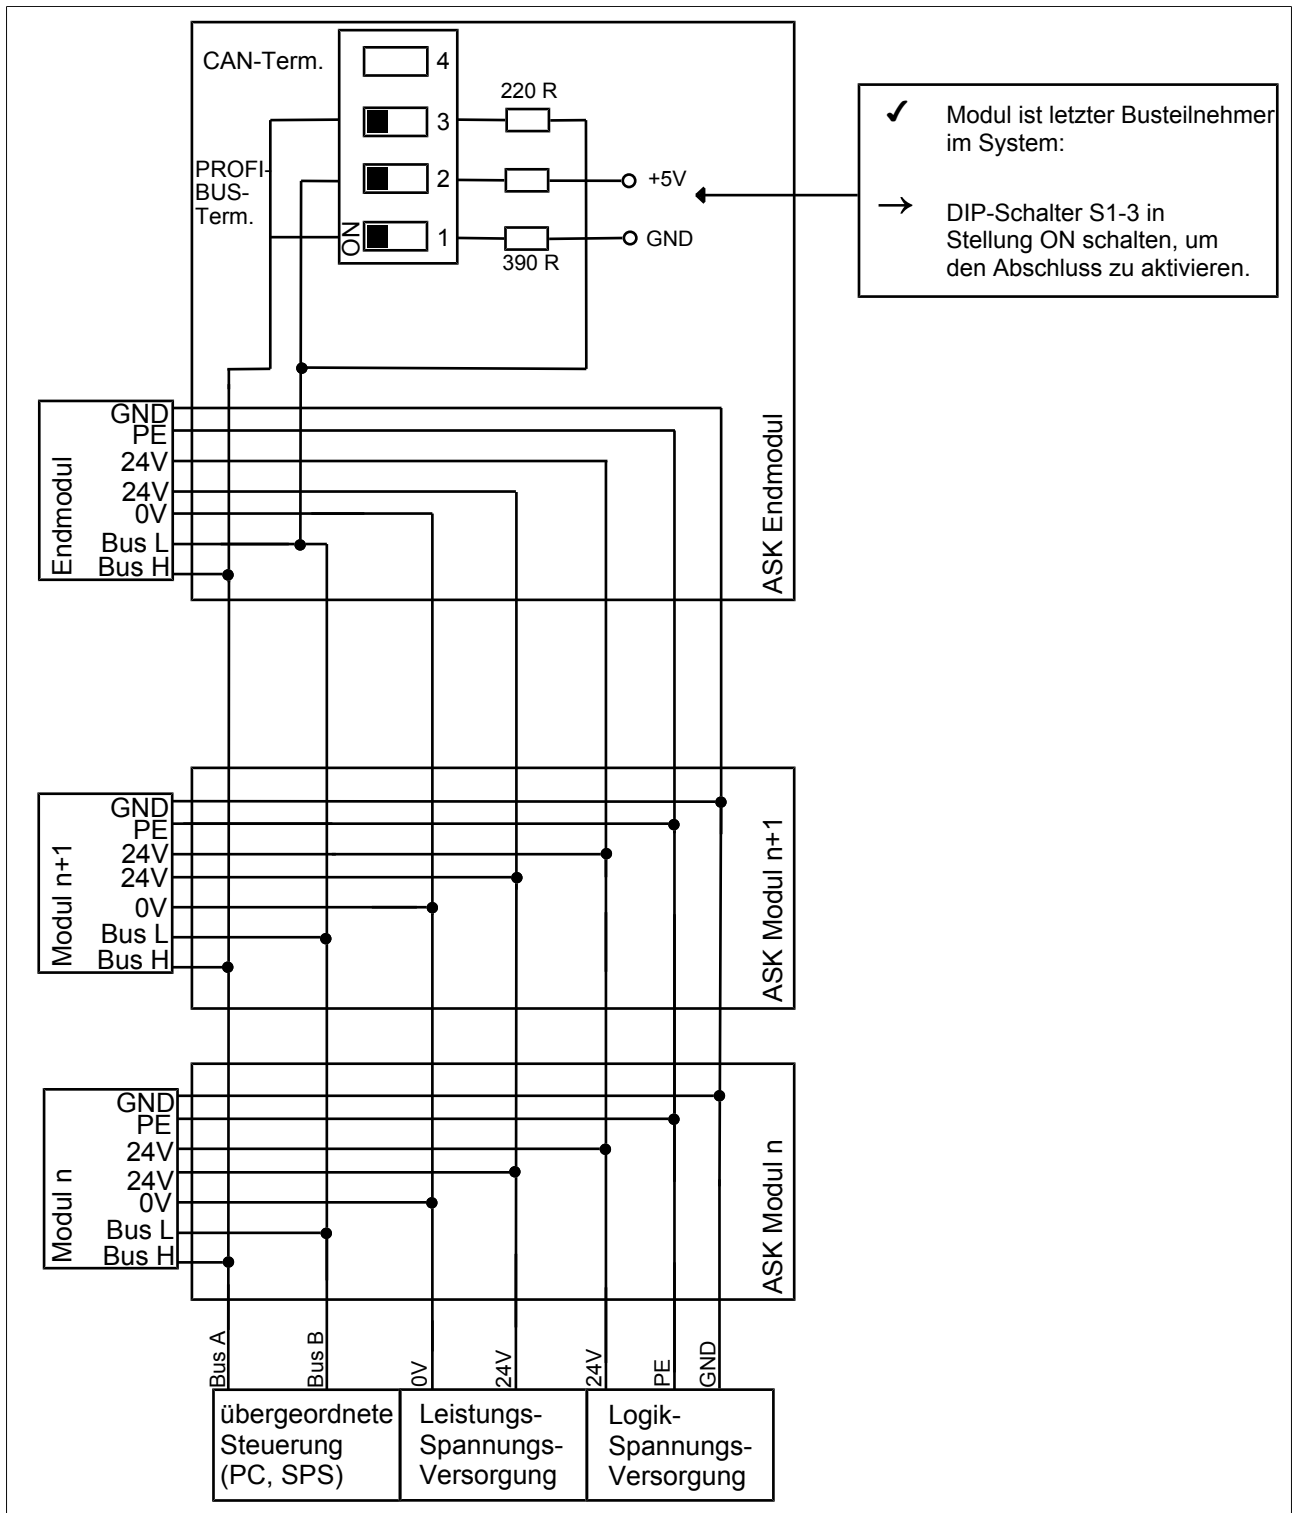 CAN-Term.
4
220 R
3
PROFI-
BUS-
Term.
2
+5V
ON
1
GND
390 R
✓ Modul ist letzter Busteilnehmer
im System:
→ DIP-Schalter S1-3 in
Stellung ON schalten, um
den Abschluss zu aktivieren.
Endmodul
GND
PE
24V
24V
0V
Bus L
Bus H
ASK Endmodul
Modul n+1
GND
PE
24V
24V
0V
Bus L
Bus H
ASK Modul n+1
Modul n
GND
PE
24V
24V
0V
Bus L
Bus H
ASK Modul n
Bus A
Bus B
0V
24V
24V
PE
GND
übergeordnete
Steuerung
(PC, SPS)
Leistungs-
Spannungs-
Versorgung
Logik-
Spannungs-
Versorgung